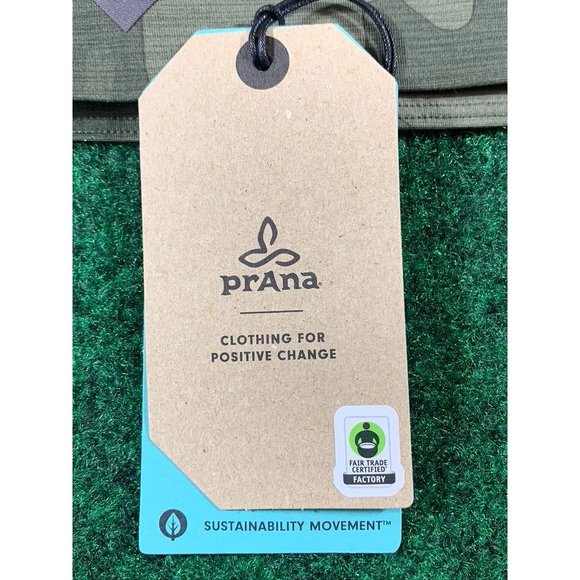 prAna
CLOTHING FOR
POSITIVE CHANGE
FAIR TRADE
CERTIFIED
FACTORY
SUSTAINABILITY MOVEMENT™